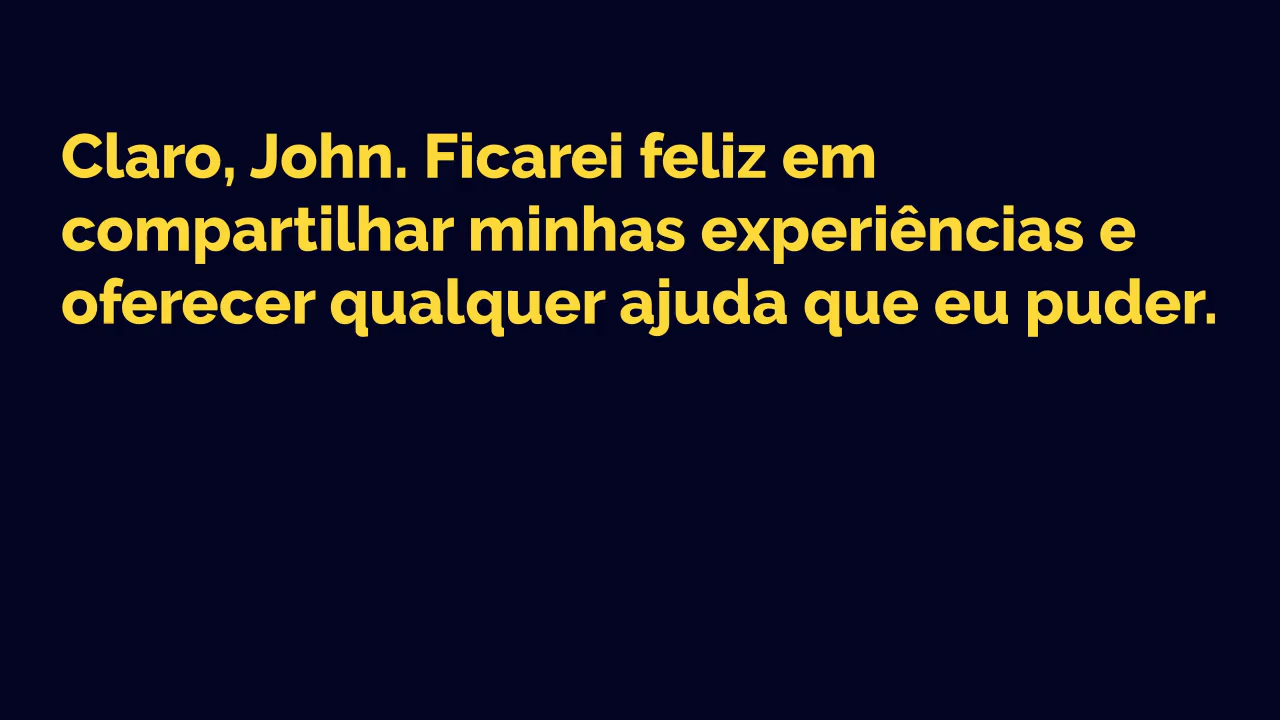 Claro, John. Ficarei feliz em
compartilhar minhas experiências e
oferecer qualquer ajuda que eu puder.